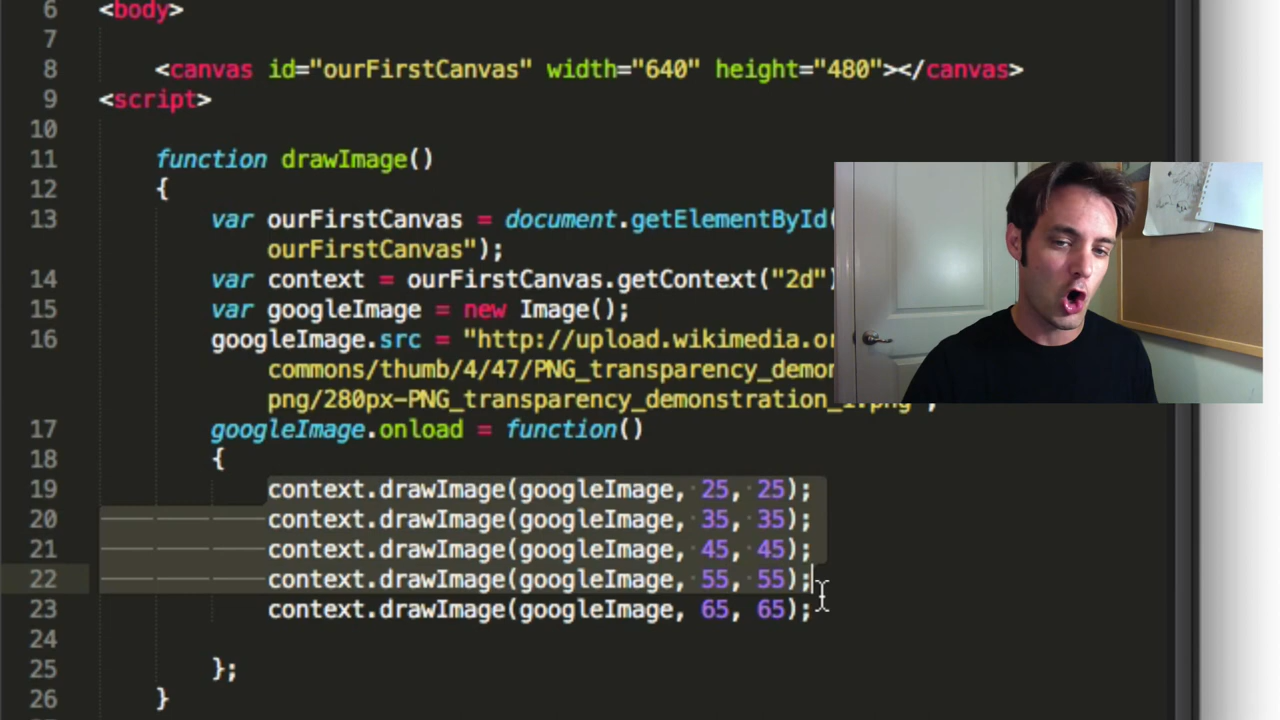 6 <body>
7
8 <canvas id="ourFirstCanvas" width="640" height="480"></canvas>
9 <script>
10
11 function drawImage()
12 {
13 var ourFirstCanvas = document.getElementById(
ourFirstCanvas");
14 var context = ourFirstCanvas.getContext("2d")
15 var googleImage = new Image();
16 googleImage.src = "http://upload.wikimedia.or
commons/thumb/4/47/PNG_transparency_demon
png/280px-PNG_transparency_demonstration_1.png";
17 googleImage.onload = function()
18 {
19 context.drawImage(googleImage, 25, 25);
20 context.drawImage(googleImage, 35, 35);
21 context.drawImage(googleImage, 45, 45);
22 context.drawImage(googleImage, 55, 55);
23 context.drawImage(googleImage, 65, 65);
24
25 };
26 }